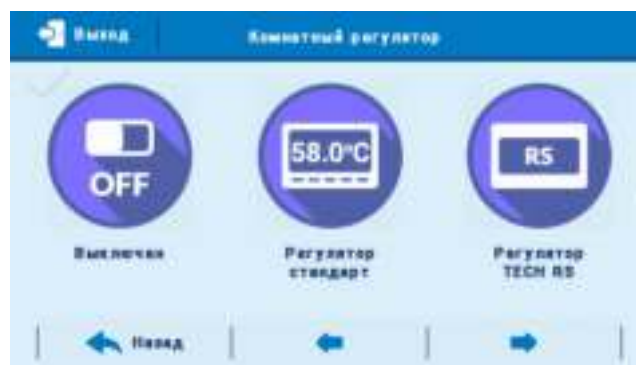 Выход
Комнатный регулятор
OFF
58.0°C
RS
Выключен
Регулятор
стандарт
Регулятор
TECH RS
Назад